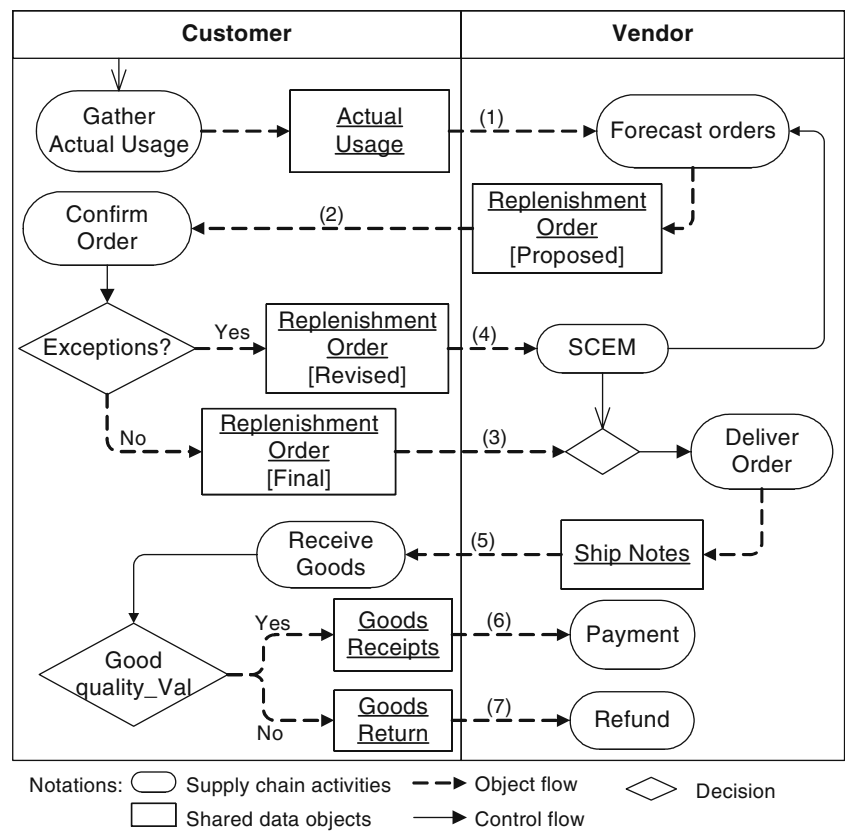 Customer
Vendor
Gather
Actual Usage
Actual
Usage
(1)
Forecast orders
Replenishment
Order
[Proposed]
(2)
Confirm
Order
Exceptions?
Yes
Replenishment
Order
[Revised]
(4)
SCEM
No
Replenishment
Order
[Final]
(3)
Deliver
Order
Ship Notes
(5)
Receive
Goods
Good
quality_Val
Yes
Goods
Receipts
(6)
Payment
No
Goods
Return
(7)
Refund
Notations:
Supply chain activities
Object flow
Decision
Shared data objects
Control flow